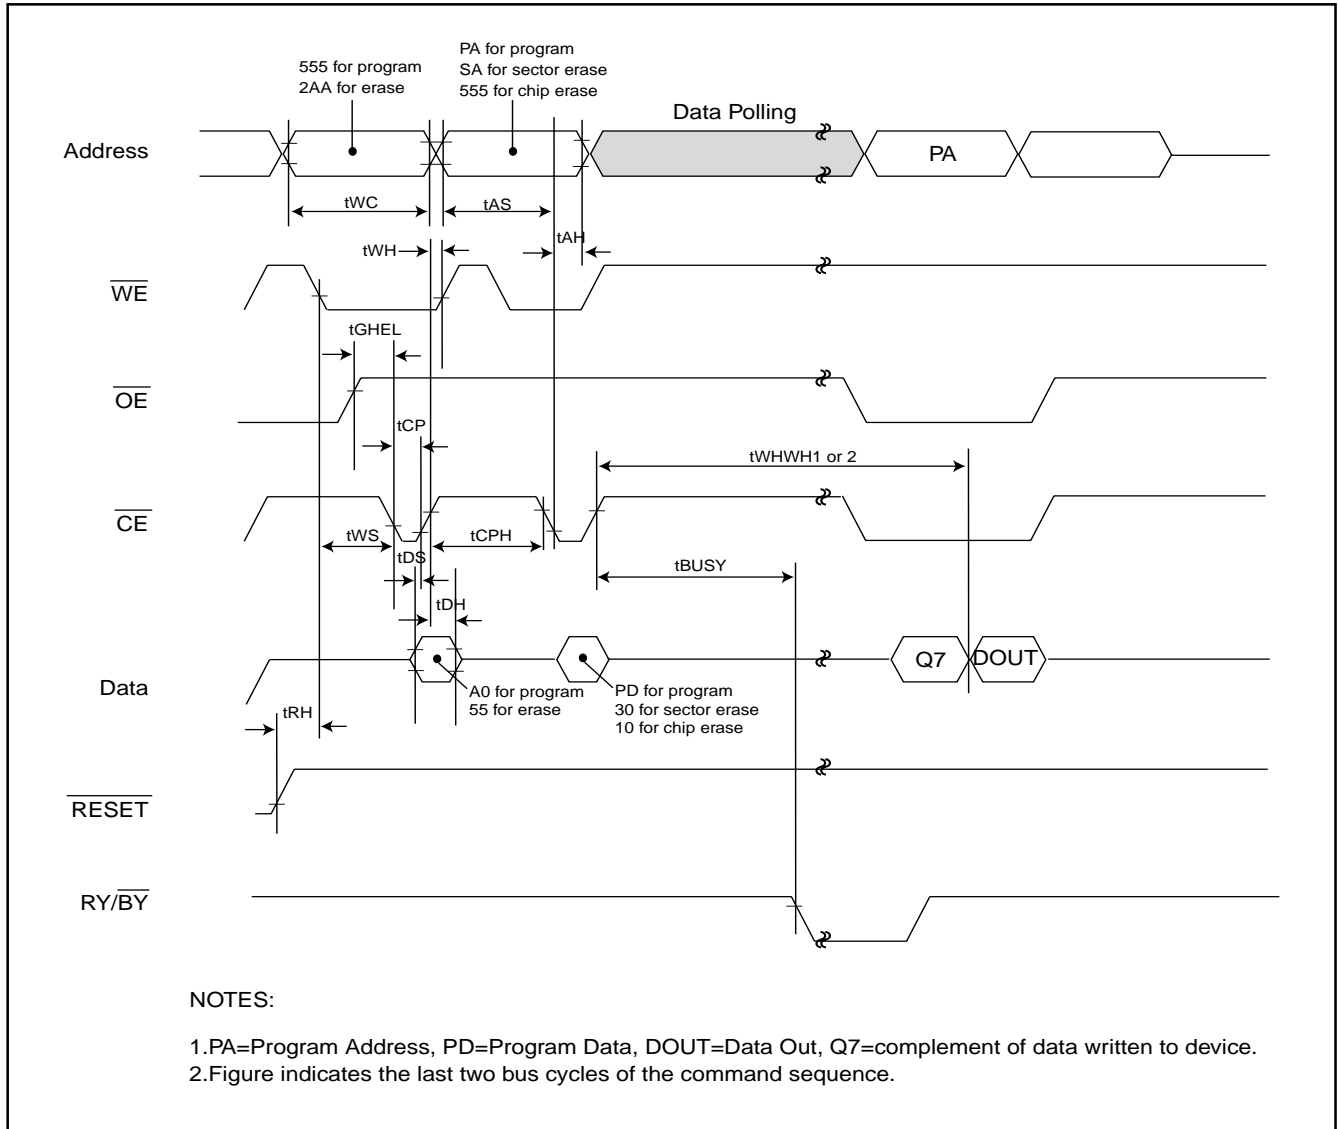 555 for program
2AA for erase
PA for program
SA for sector erase
555 for chip erase
Data Polling
Address
PA
tWC
tAS
tWH
tAH
WE
tGHEL
OE
tCP
tWHWH1 or 2
CE
tWS
tCPH
tDS
tBUSY
tDH
Q7
DOUT
Data
A0 for program
55 for erase
PD for program
30 for sector erase
10 for chip erase
tRH
RESET
RY/BY
NOTES:
1.PA=Program Address, PD=Program Data, DOUT=Data Out, Q7=complement of data written to device.
2.Figure indicates the last two bus cycles of the command sequence.